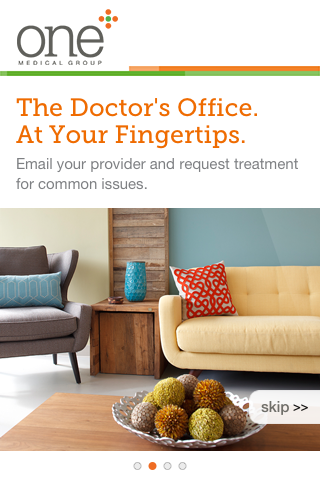 one
MEDICAL GROUP
The Doctor's Office.
At Your Fingertips.
Email your provider and request treatment
for common issues.
skip >>